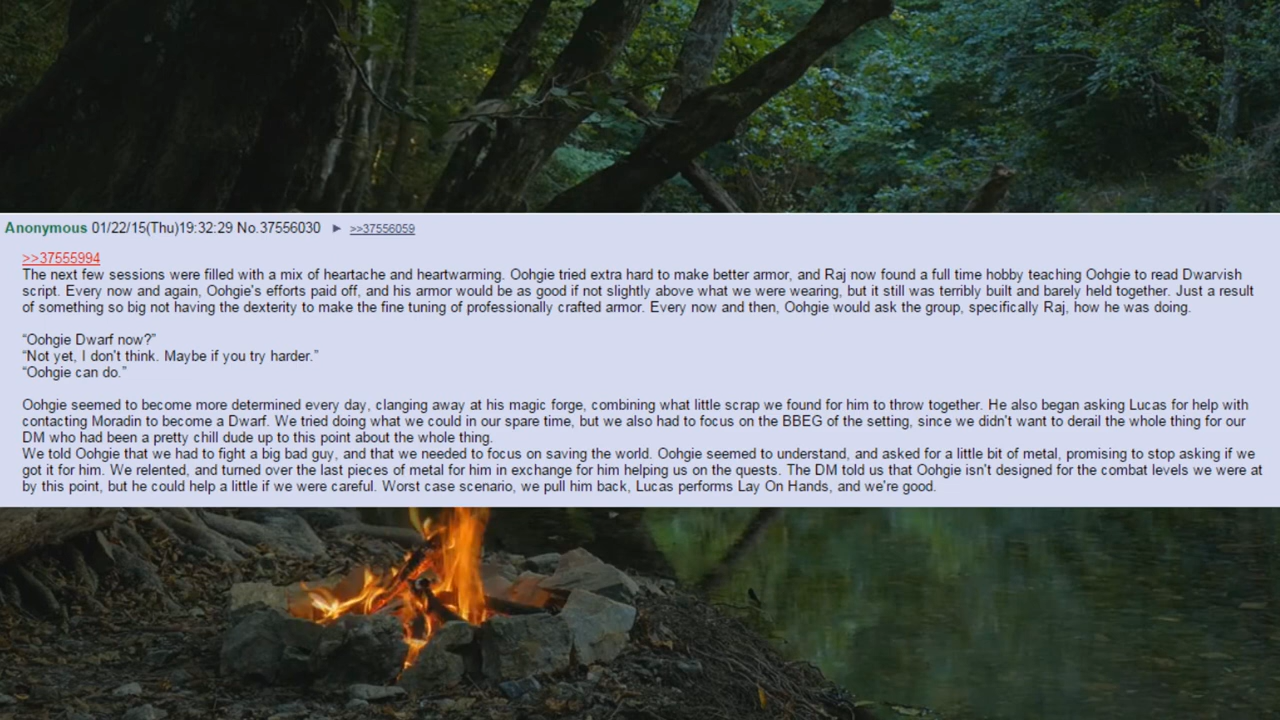 Anonymous 01/22/15(Thu)19:32:29 No.37556030 ► >>37556059
>>37555994
The next few sessions were filled with a mix of heartache and heartwarming. Oohgie tried extra hard to make better armor, and Raj now found a full time hobby teaching Oohgie to read Dwarvish
script. Every now and again, Oohgie's efforts paid off, and his armor would be as good if not slightly above what we were wearing, but it still was terribly built and barely held together. Just a result
of something so big not having the dexterity to make the fine tuning of professionally crafted armor. Every now and then, Oohgie would ask the group, specifically Raj, how he was doing.
“Oohgie Dwarf now?”
“Not yet, I don't think. Maybe if you try harder.”
“Oohgie can do.”
Oohgie seemed to become more determined every day, clanging away at his magic forge, combining what little scrap we found for him to throw together. He also began asking Lucas for help with
contacting Moradin to become a Dwarf. We tried doing what we could in our spare time, but we also had to focus on the BBEG of the setting, since we didn't want to derail the whole thing for our
DM who had been a pretty chill dude up to this point about the whole thing.
We told Oohgie that we had to fight a big bad guy, and that we needed to focus on saving the world. Oohgie seemed to understand, and asked for a little bit of metal, promising to stop asking if we
got it for him. We relented, and turned over the last pieces of metal for him in exchange for him helping us on the quests. The DM told us that Oohgie isn't designed for the combat levels we were at
by this point, but he could help a little if we were careful. Worst case scenario, we pull him back, Lucas performs Lay On Hands, and we're good.